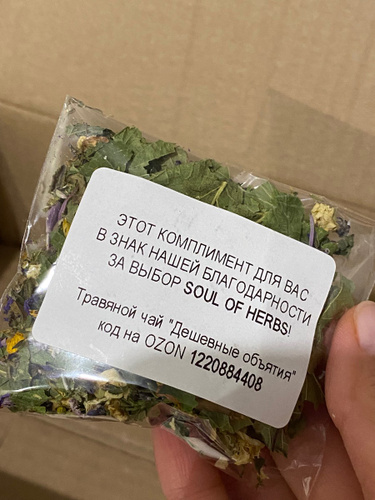 ЭТОТ КОМПЛИМЕНТ ДЛЯ ВАС
В ЗНАК НАШЕЙ БЛАГОДАРНОСТИ
ЗА ВЫБОР SOUL OF HERBS!
Травяной чай "Дешевные объятия"
код на OZON 1220884408